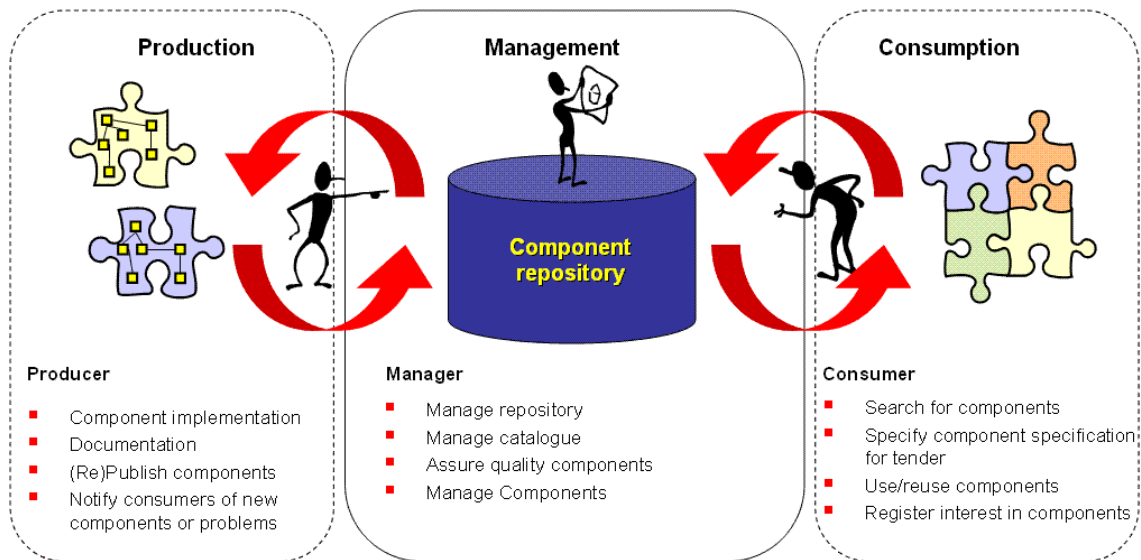 Production
Management
Consumption
Component
repository
Producer
Component implementation
Documentation
(Re)Publish components
Notify consumers of new
components or problems
Manager
Manage repository
Manage catalogue
Assure quality components
Manage Components
Consumer
Search for components
Specify component specification
for tender
Use/reuse components
Register interest in components